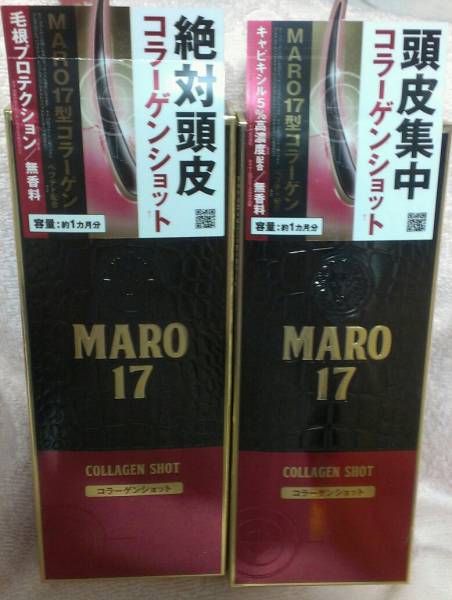 絶対頭皮
コラーゲンショット
MARO17型コラーゲン
毛根プロテクション/無香料
容量:約1カ月分
MARO
17
COLLAGEN SHOT
コラーゲンショット
頭皮集中
コラーゲンショット
MARO17型コラーゲン
キャピキシル5%高濃度配合/無香料
容量:約1カ月分
MARO
17
COLLAGEN SHOT
コラーゲンショット